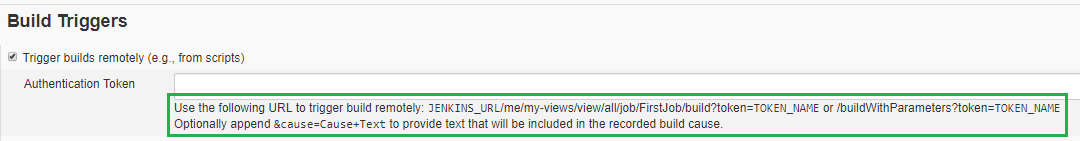 Build Triggers
Trigger builds remotely (e.g., from scripts)
Authentication Token
Use the following URL to trigger build remotely: JENKINS_URL/me/my-views/view/all/job/FirstJob/build?token=TOKEN_NAME or /buildWithParameters?token=TOKEN_NAME
Optionally append &cause=Cause+Text to provide text that will be included in the recorded build cause.